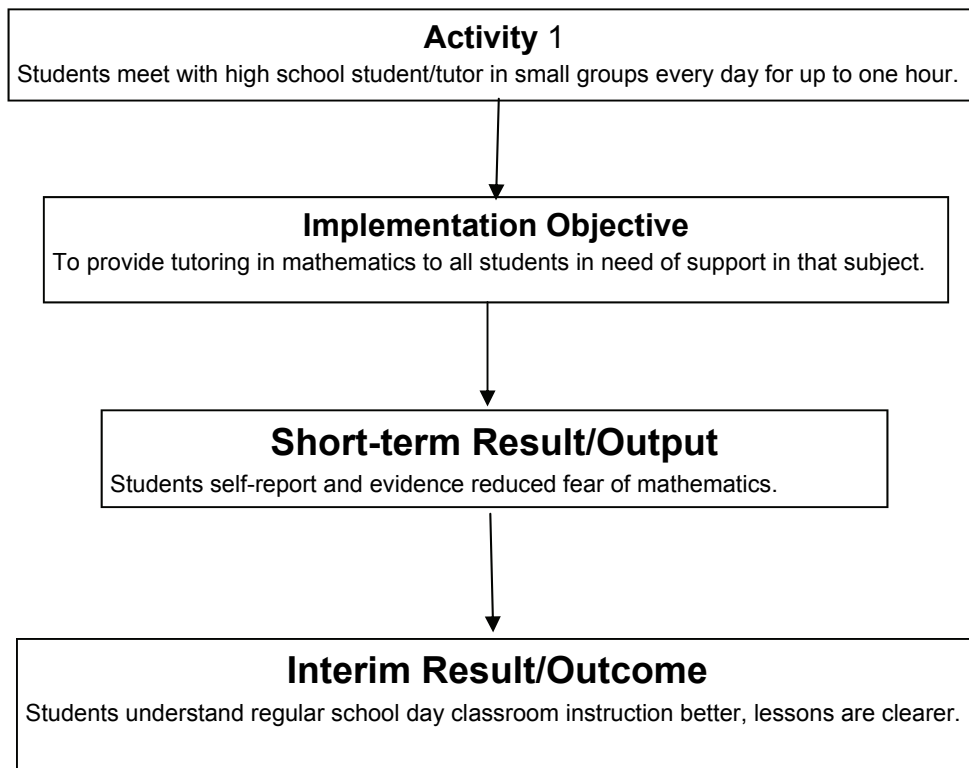 Activity 1
Students meet with high school student/tutor in small groups every day for up to one hour.
Implementation Objective
To provide tutoring in mathematics to all students in need of support in that subject.
Short-term Result/Output
Students self-report and evidence reduced fear of mathematics.
Interim Result/Outcome
Students understand regular school day classroom instruction better, lessons are clearer.